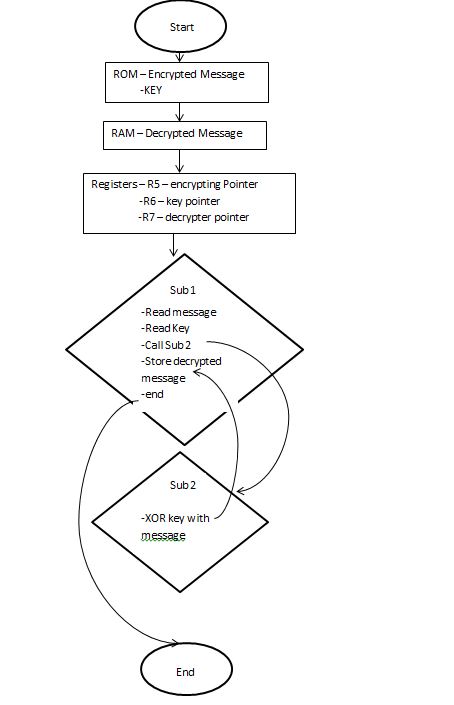 Start
ROM – Encrypted Message
-KEY
RAM – Decrypted Message
Registers – R5 – encrypting Pointer
-R6 – key pointer
-R7 – decrypter pointer
Sub 1
-Read message
-Read Key
-Call Sub 2
-Store decrypted
message
-end
Sub 2
-XOR key with
message
End